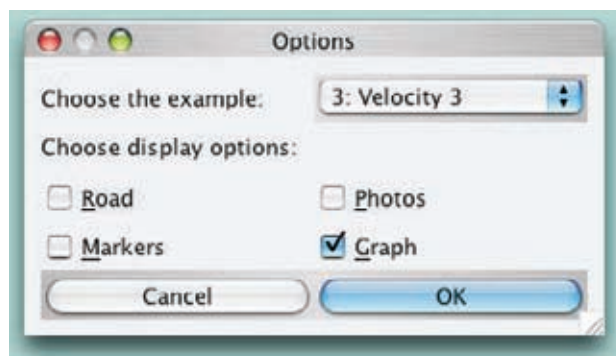 Options
Choose the example: 3: Velocity 3
Choose display options:
Road Photos
Markers Graph
Cancel OK